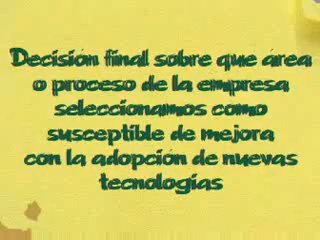 Decisión final sobre que área
o proceso de la empresa
seleccionamos como
susceptible de mejora
con la adopción de nuevas
tecnologías